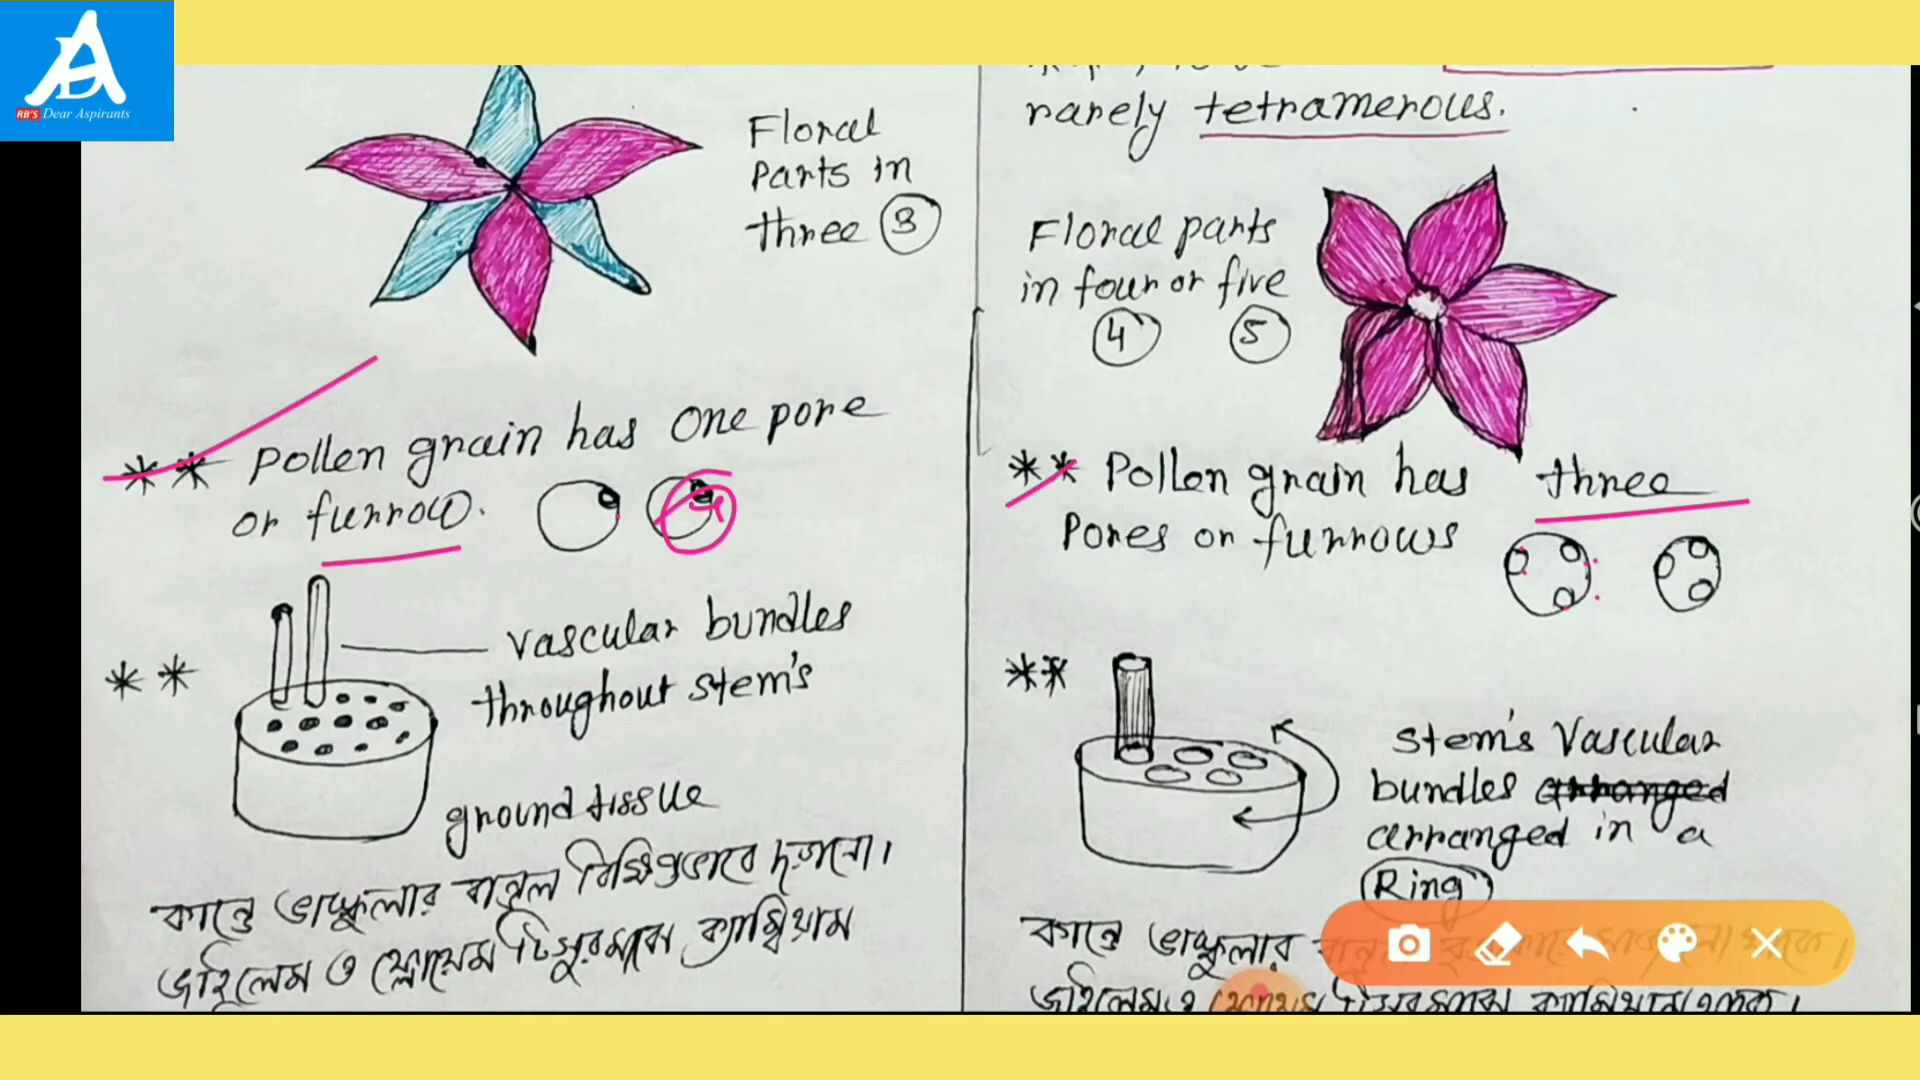 RB'S Dear Aspirants
Floral
Parts in
three 3
** Pollen grain has one pore
or furrow.
** vascular bundles
throughout stem's
ground tissue
কান্ডে ভাস্কুলার বান্ডল বিক্ষিপ্তভাবে ছড়ানো।
জাইলেম ও ফ্লোয়েম টিস্যুর মাঝে ক্যাম্বিয়াম
rarely tetramerous.
Floral parts
in four or five
4 5
** Pollen grain has three
Pores or furrows
** Stem's Vascular
bundles arranged
arranged in a
Ring
কান্ডে ভাস্কুলার